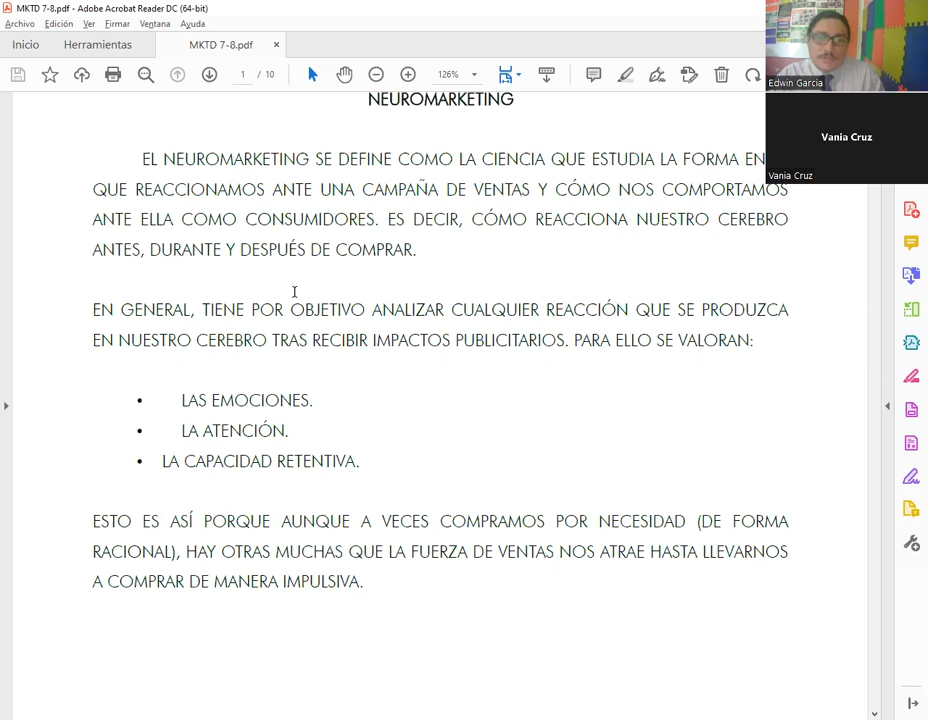 MKTD 7-8.pdf - Adobe Acrobat Reader DC (64-bit)
Archivo Edición Ver Firmar Ventana Ayuda
Inicio Herramientas MKTD 7-8.pdf ×
1 / 10 126%
Edwin García
Vania Cruz
Vania Cruz
NEUROMARKETING
EL NEUROMARKETING SE DEFINE COMO LA CIENCIA QUE ESTUDIA LA FORMA EN
QUE REACCIONAMOS ANTE UNA CAMPAÑA DE VENTAS Y CÓMO NOS COMPORTAMOS
ANTE ELLA COMO CONSUMIDORES. ES DECIR, CÓMO REACCIONA NUESTRO CEREBRO
ANTES, DURANTE Y DESPUÉS DE COMPRAR.
EN GENERAL, TIENE POR OBJETIVO ANALIZAR CUALQUIER REACCIÓN QUE SE PRODUZCA
EN NUESTRO CEREBRO TRAS RECIBIR IMPACTOS PUBLICITARIOS. PARA ELLO SE VALORAN:
• LAS EMOCIONES.
• LA ATENCIÓN.
• LA CAPACIDAD RETENTIVA.
ESTO ES ASÍ PORQUE AUNQUE A VECES COMPRAMOS POR NECESIDAD (DE FORMA
RACIONAL), HAY OTRAS MUCHAS QUE LA FUERZA DE VENTAS NOS ATRAE HASTA LLEVARNOS
A COMPRAR DE MANERA IMPULSIVA.